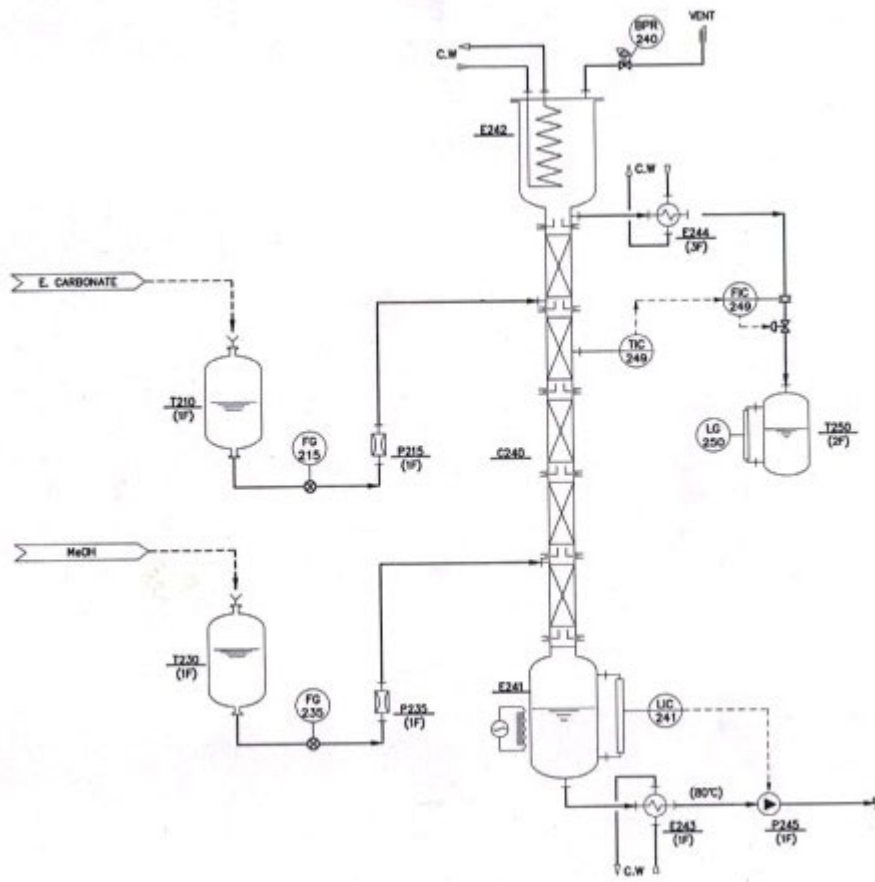 BPR
240
VENT
C.W
E242
C.W
E244
(3F)
E. CARBONATE
FIC
249
TIC
249
T210
(1F)
FG
215
P215
(1F)
LG
250
T250
(2F)
C240
MeOH
T230
(1F)
FG
235
P235
(1F)
E241
LIC
241
(80℃)
E243
(1F)
P245
(1F)
C.W